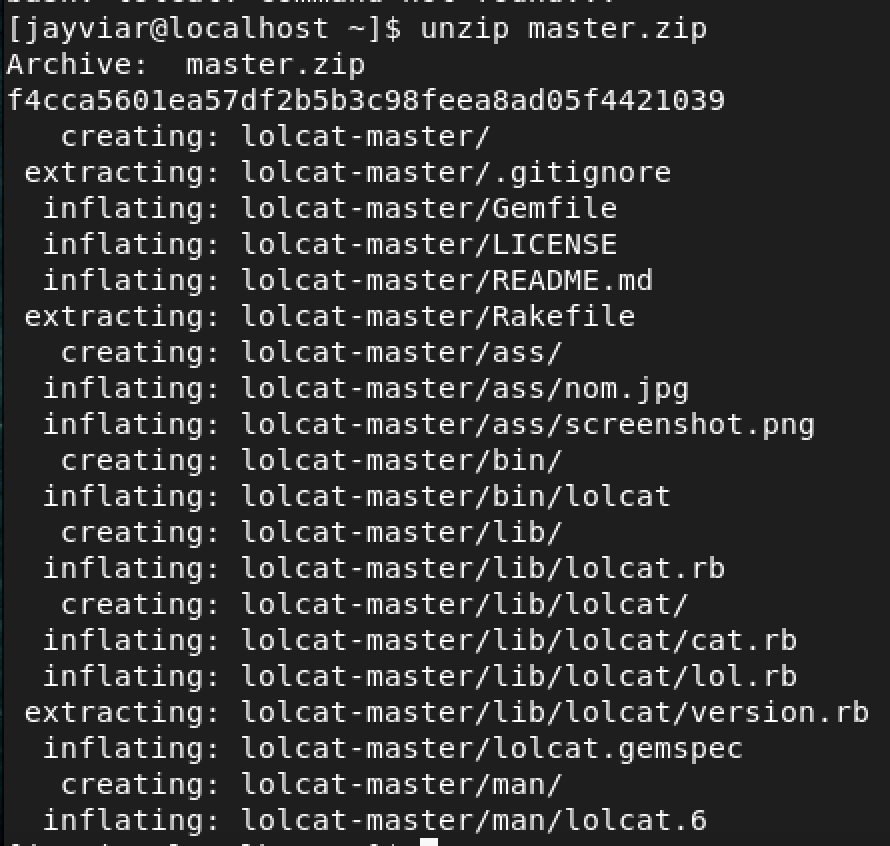 [jayviar@localhost ~]$ unzip master.zip
Archive:  master.zip
f4cca5601ea57df2b5b3c98feea8ad05f4421039
   creating: lolcat-master/
 extracting: lolcat-master/.gitignore
  inflating: lolcat-master/Gemfile
  inflating: lolcat-master/LICENSE
  inflating: lolcat-master/README.md
 extracting: lolcat-master/Rakefile
   creating: lolcat-master/ass/
  inflating: lolcat-master/ass/nom.jpg
  inflating: lolcat-master/ass/screenshot.png
   creating: lolcat-master/bin/
  inflating: lolcat-master/bin/lolcat
   creating: lolcat-master/lib/
  inflating: lolcat-master/lib/lolcat.rb
   creating: lolcat-master/lib/lolcat/
  inflating: lolcat-master/lib/lolcat/cat.rb
  inflating: lolcat-master/lib/lolcat/lol.rb
 extracting: lolcat-master/lib/lolcat/version.rb
  inflating: lolcat-master/lolcat.gemspec
   creating: lolcat-master/man/
  inflating: lolcat-master/man/lolcat.6